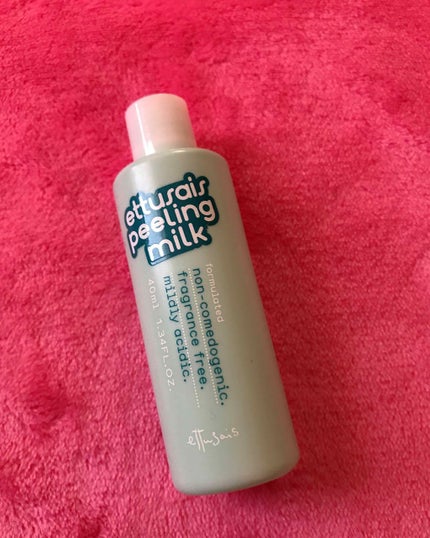 ettusais
peeling
milk
formulated
non-comedogenic.
fragrance free.
mildly acidic.
40ml 1.34FL.OZ.
ettusais